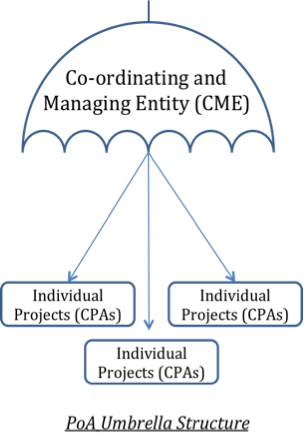 Co-ordinating and
Managing Entity (CME)
Individual
Projects (CPAs)
Individual
Projects (CPAs)
Individual
Projects (CPAs)
PoA Umbrella Structure